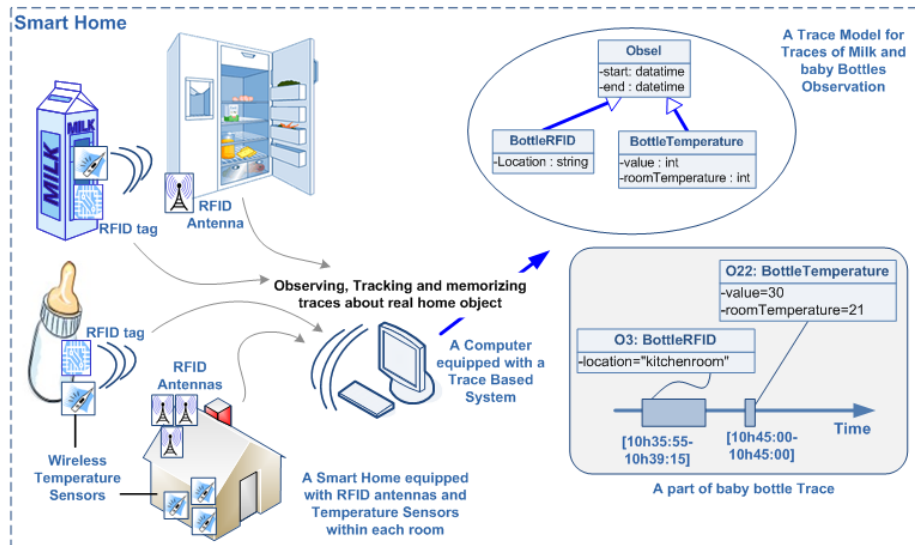 Smart Home
MILK
MILK
RFID tag
RFID
Antenna
Obsel
-start: datatime
-end : datetime
BottleRFID
-Location : string
BottleTemperature
-value : int
-roomTemperature : int
A Trace Model for
Traces of Milk and
baby Bottles
Observation
Observing, Tracking and memorizing
traces about real home object
RFID tag
RFID
Antennas
A Computer
equipped with a
Trace Based
System
Wireless
Temperature
Sensors
A Smart Home equipped
with RFID antennas and
Temperature Sensors
within each room
O22: BottleTemperature
-value=30
-roomTemperature=21
O3: BottleRFID
-location="kitchenroom"
Time
[10h35:55-
10h39:15]
[10h45:00-
10h45:00]
A part of baby bottle Trace